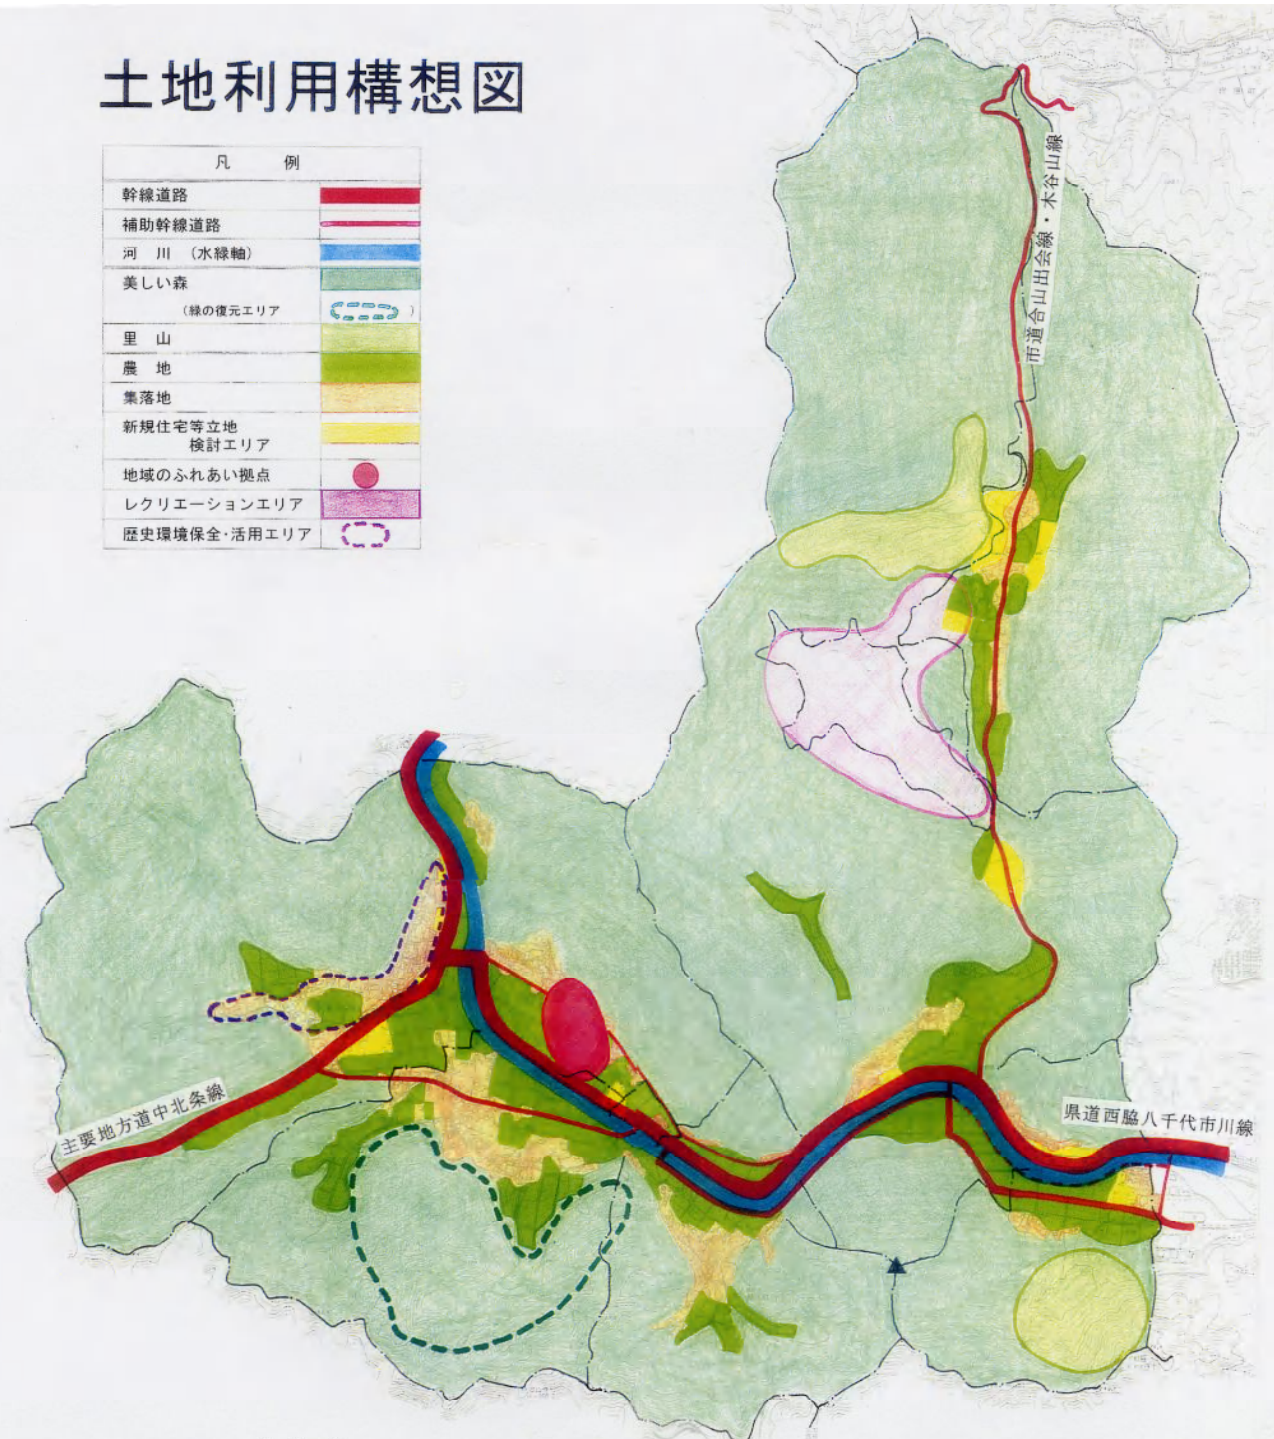 土地利用構想図
凡 例
幹線道路
補助幹線道路
河 川 （水緑軸）
美しい森
（緑の復元エリア ）
里 山
農 地
集落地
新規住宅等立地
検討エリア
地域のふれあい拠点
レクリエーションエリア
歴史環境保全・活用エリア
市道合山出会線・木谷山線
主要地方道中北条線
県道西脇八千代市川線